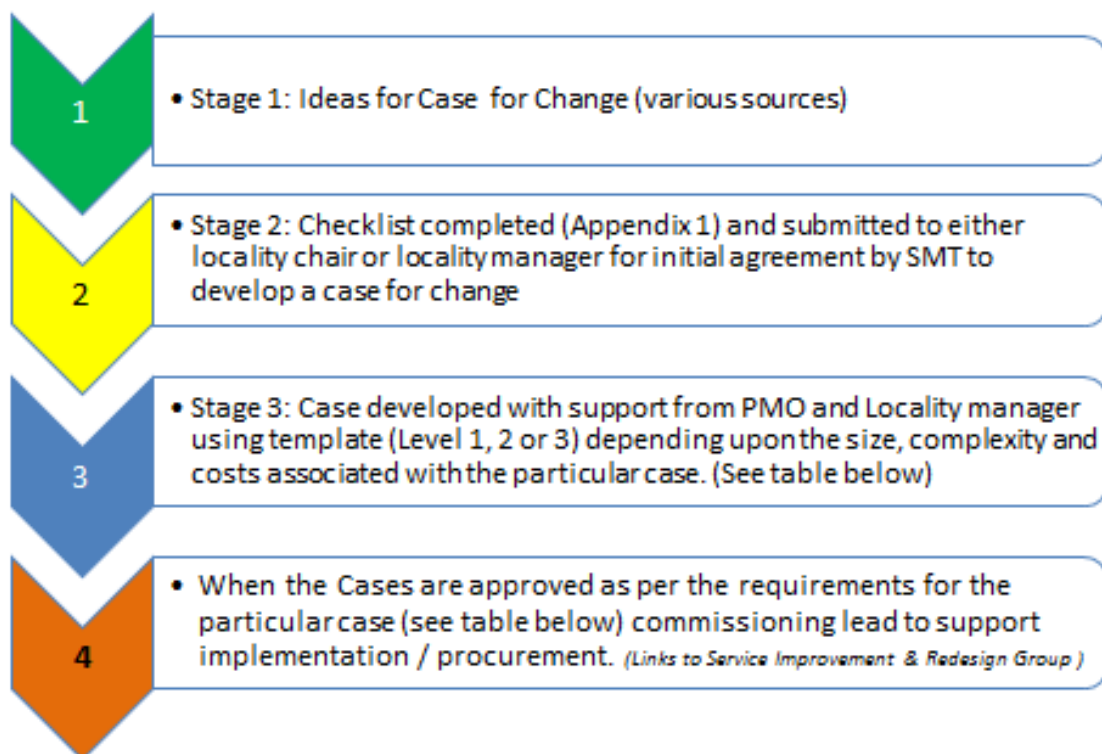 1
• Stage 1: Ideas for Case for Change (various sources)
2
• Stage 2: Checklist completed (Appendix 1) and submitted to either
locality chair or locality manager for initial agreement by SMT to
develop a case for change
3
• Stage 3: Case developed with support from PMO and Locality manager
using template (Level 1, 2 or 3) depending upon the size, complexity and
costs associated with the particular case. (See table below)
4
• When the Cases are approved as per the requirements for the
particular case (see table below) commissioning lead to support
implementation / procurement. (Links to Service Improvement & Redesign Group )